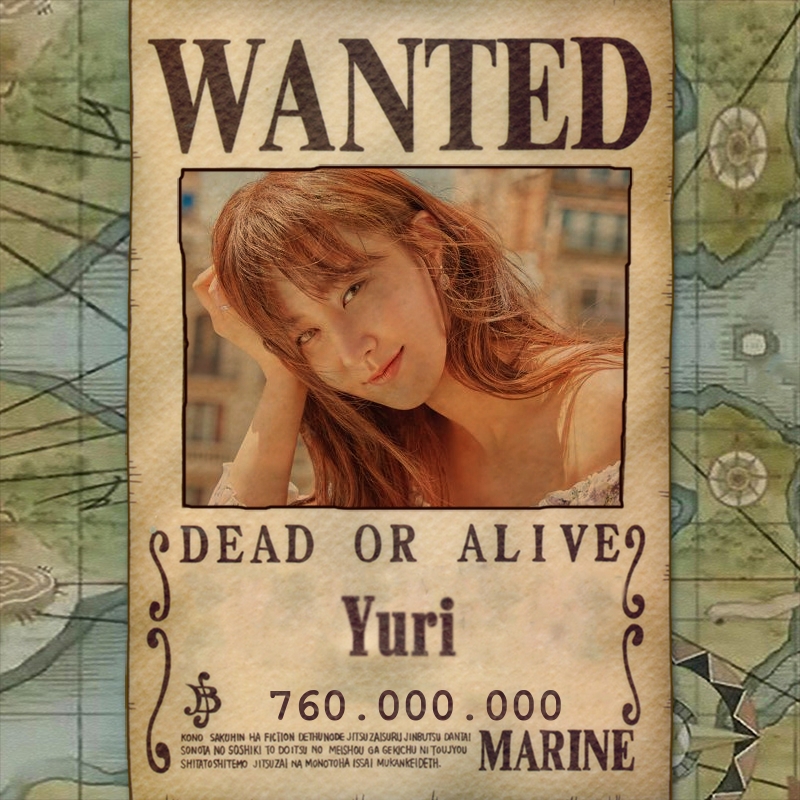 WANTED
DEAD OR ALIVE
Yuri
760.000.000
KONO SAKUHIN HA FICTION DETHUNODE JITSUZAISURU JINBUTSU DANTAI
SONOTA NO SOSHIKI TO DOITSU NO MEISHOU GA GEKICHU NI TOUJYOU
SHITATOSHITEMO JITSUZAI NA MONOTOHA ISSAI MUKANKEIDETH.
MARINE